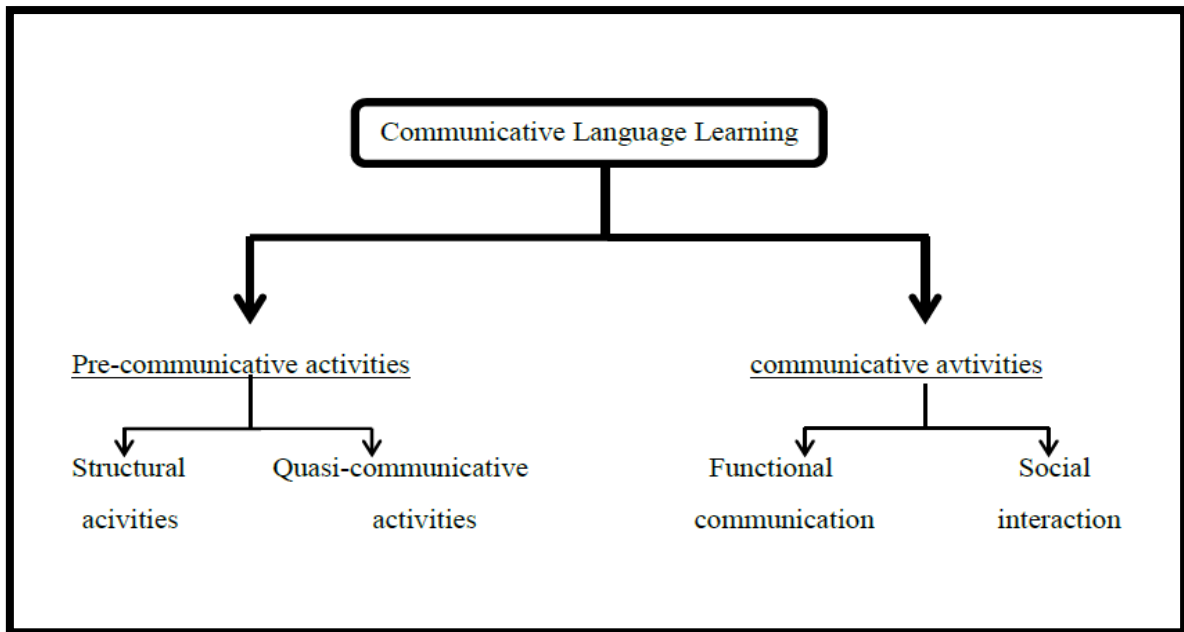 Communicative Language Learning
Pre-communicative activities
communicative avtivities
Structural
acivities
Quasi-communicative
activities
Functional
communication
Social
interaction